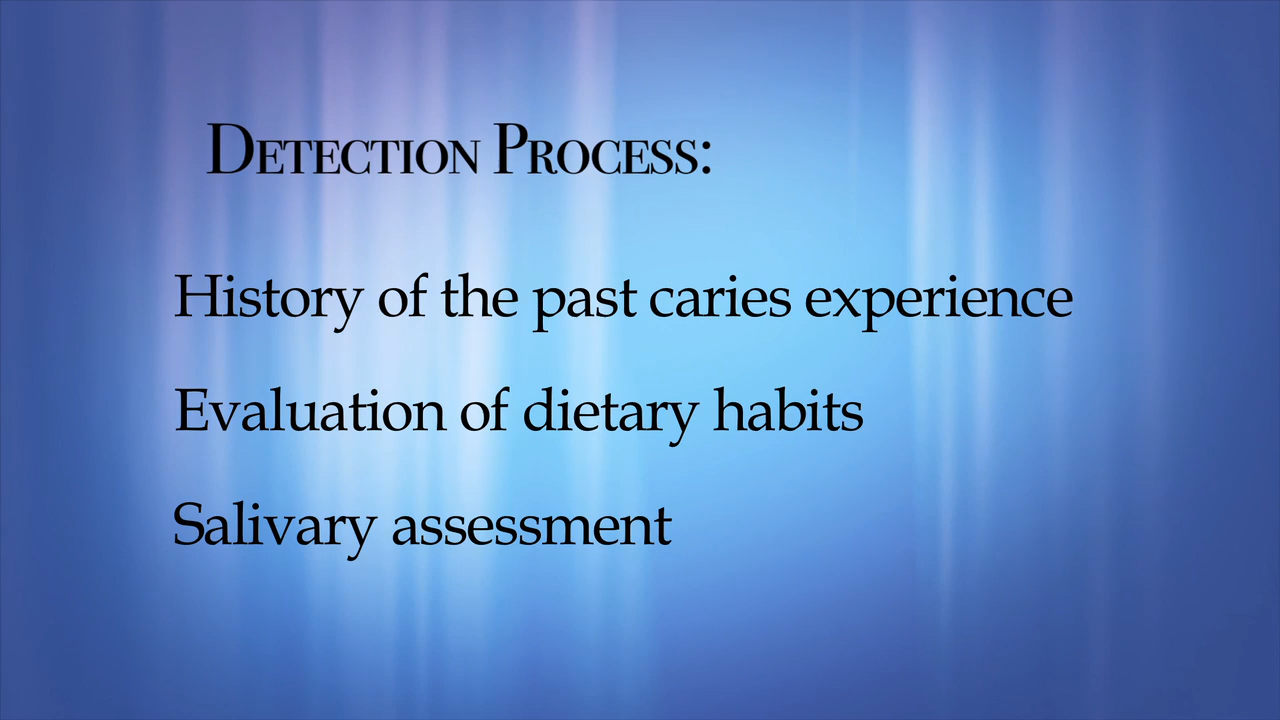 Detection Process:
History of the past caries experience
Evaluation of dietary habits
Salivary assessment